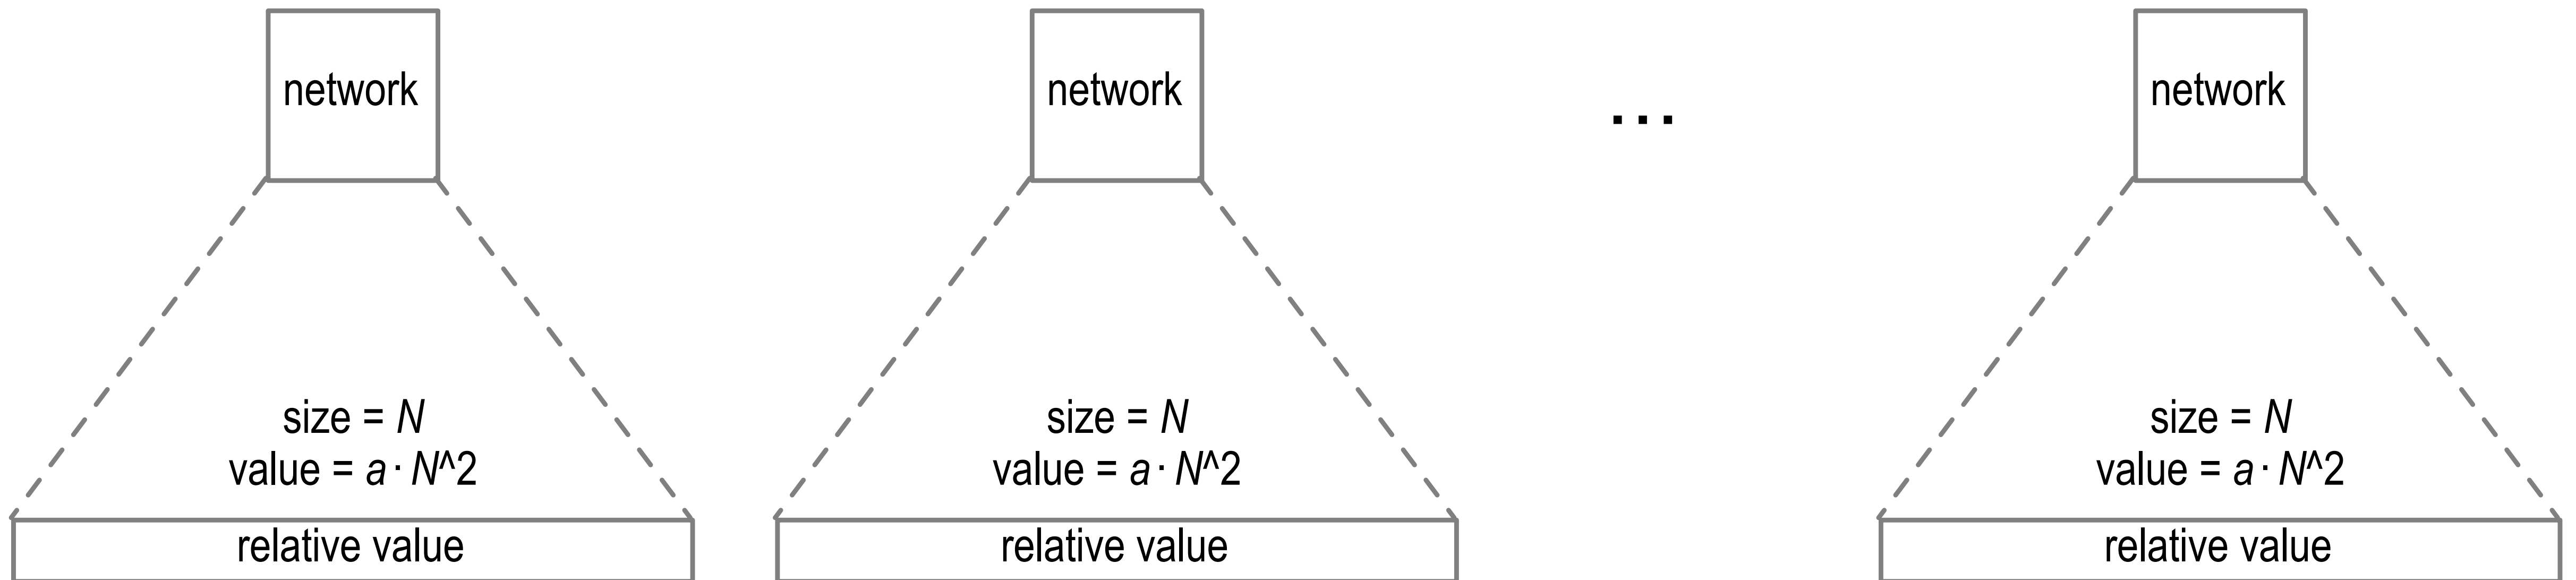 network
network
...
network
size = N
value = a · N^2
size = N
value = a · N^2
size = N
value = a · N^2
relative value
relative value
relative value